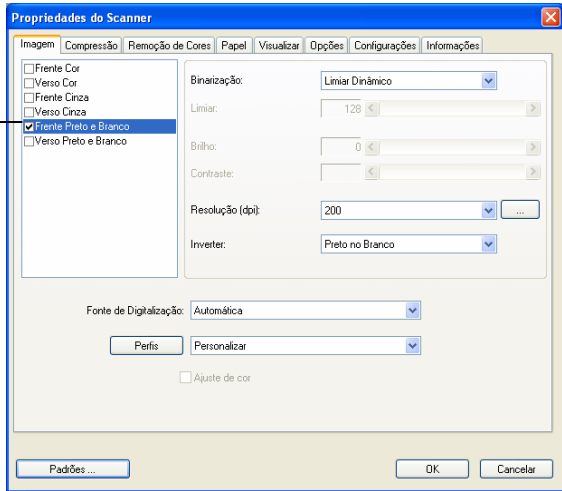 Propriedades do Scanner
Imagem Compressão Remoção de Cores Papel Visualizar Opções Configurações Informações
Frente Cor
Verso Cor
Frente Cinza
Verso Cinza
Frente Preto e Branco
Verso Preto e Branco
Binarização: Limiar Dinâmico
Limiar: 128
Brilho: 0
Contraste:
Resolução (dpi): 200 ...
Inverter: Preto no Branco
Fonte de Digitalização: Automática
Perfis Personalizar
Ajuste de cor
Padrões ... OK Cancelar